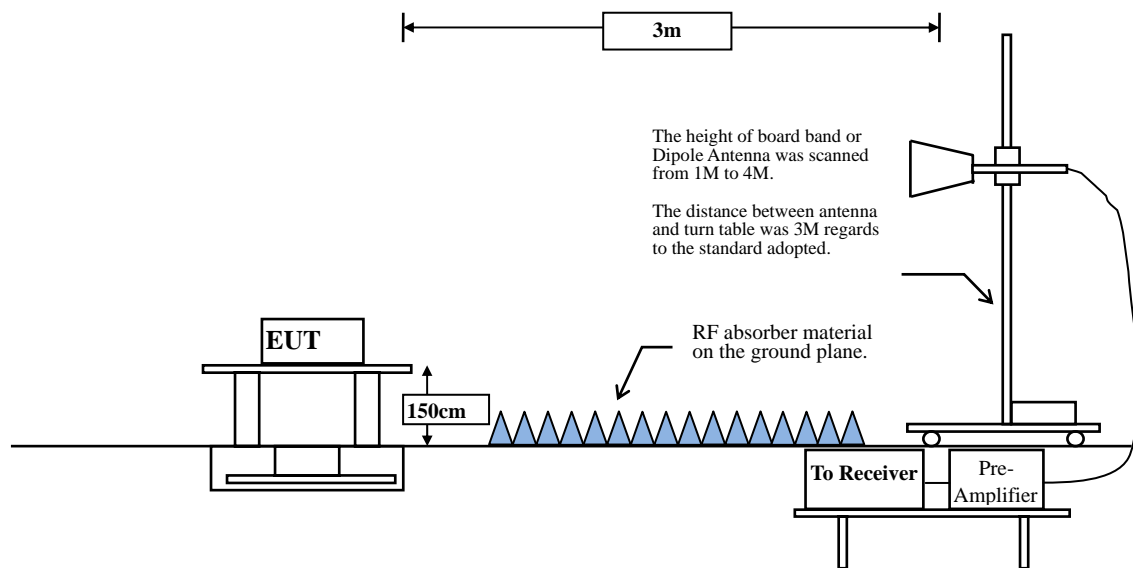 3m
The height of board band or
Dipole Antenna was scanned
from 1M to 4M.
The distance between antenna
and turn table was 3M regards
to the standard adopted.
EUT
RF absorber material
on the ground plane.
150cm
To Receiver
Pre-
Amplifier